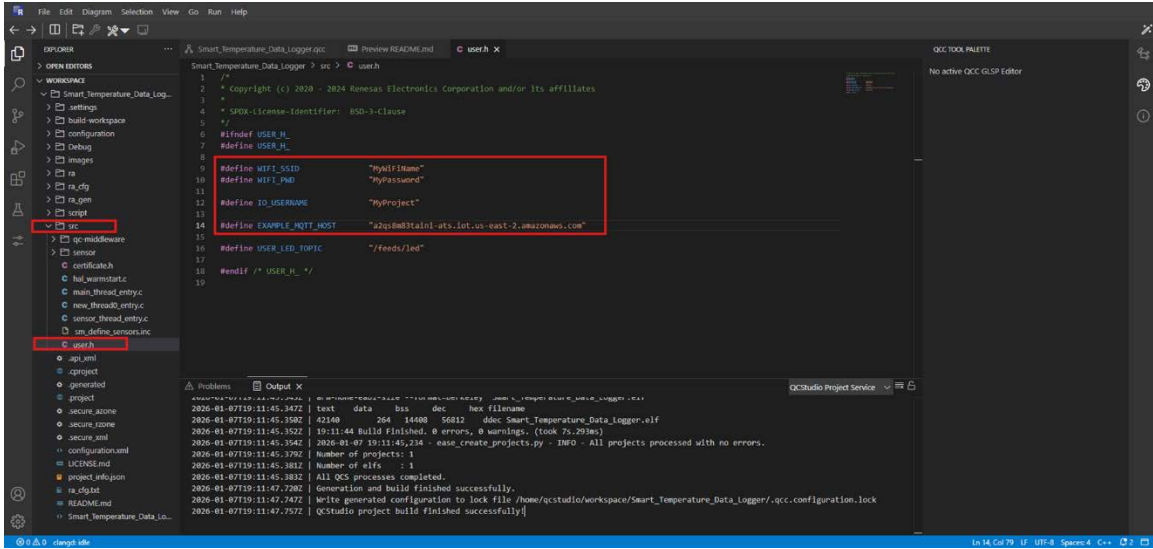 File Edit Diagram Selection View Go Run Help
EXPLORER
OPEN EDITORS
WORKSPACE
Smart_Temperature_Data_Log...
.settings
build-workspace
configuration
Debug
images
ra
ra_cfg
ra_gen
script
src
qc-middleware
sensor
certificate.h
hal_warmstart.c
main_thread_entry.c
new_thread0_entry.c
sensor_thread_entry.c
sm_define_sensors.inc
user.h
.api_xml
.cproject
.generated
.project
.secure_azone
.secure_rzone
.secure_xml
configuration.xml
LICENSE.md
project_info.json
ra_cfg.txt
README.md
Smart_Temperature_Data_Lo...
Smart_Temperature_Data_Logger.qcc Preview README.md user.h
Smart_Temperature_Data_Logger > src > C user.h
1 /*
2 * Copyright (c) 2020 - 2024 Renesas Electronics Corporation and/or its affiliates
3 *
4 * SPDX-License-Identifier: BSD-3-Clause
5 */
6 #ifndef USER_H_
7 #define USER_H_
8
9 #define WIFI_SSID "MyWiFiName"
10 #define WIFI_PWD "MyPassword"
11
12 #define IO_USERNAME "MyProject"
13
14 #define EXAMPLE_MQTT_HOST "a2qs8m83taini-ats.iot.us-east-2.amazonaws.com"
15
16 #define USER_LED_TOPIC "/feeds/led"
17
18 #endif /* USER_H_ */
19
QCC TOOL PALETTE
No active QCC GLSP Editor
Problems Output
QCStudio Project Service
2026-01-07T19:11:45.347Z | text data bss dec hex filename
2026-01-07T19:11:45.350Z | 42140 264 14408 56812 ddec Smart_Temperature_Data_Logger.elf
2026-01-07T19:11:45.352Z | 19:11:44 Build Finished. 0 errors, 0 warnings. (took 7s.293ms)
2026-01-07T19:11:45.354Z | 2026-01-07 19:11:45,234 - ease_create_projects.py - INFO - All projects processed with no errors.
2026-01-07T19:11:45.379Z | Number of projects: 1
2026-01-07T19:11:45.381Z | Number of elfs : 1
2026-01-07T19:11:45.383Z | All QCS processes completed.
2026-01-07T19:11:47.720Z | Generation and build finished successfully.
2026-01-07T19:11:47.747Z | Write generated configuration to lock file /home/qcstudio/workspace/Smart_Temperature_Data_Logger/.qcc.configuration.lock
2026-01-07T19:11:47.757Z | QCStudio project build finished successfully!
0 0 clangd: idle
Ln 14, Col 79 LF UTF-8 Spaces: 4 C++ 2